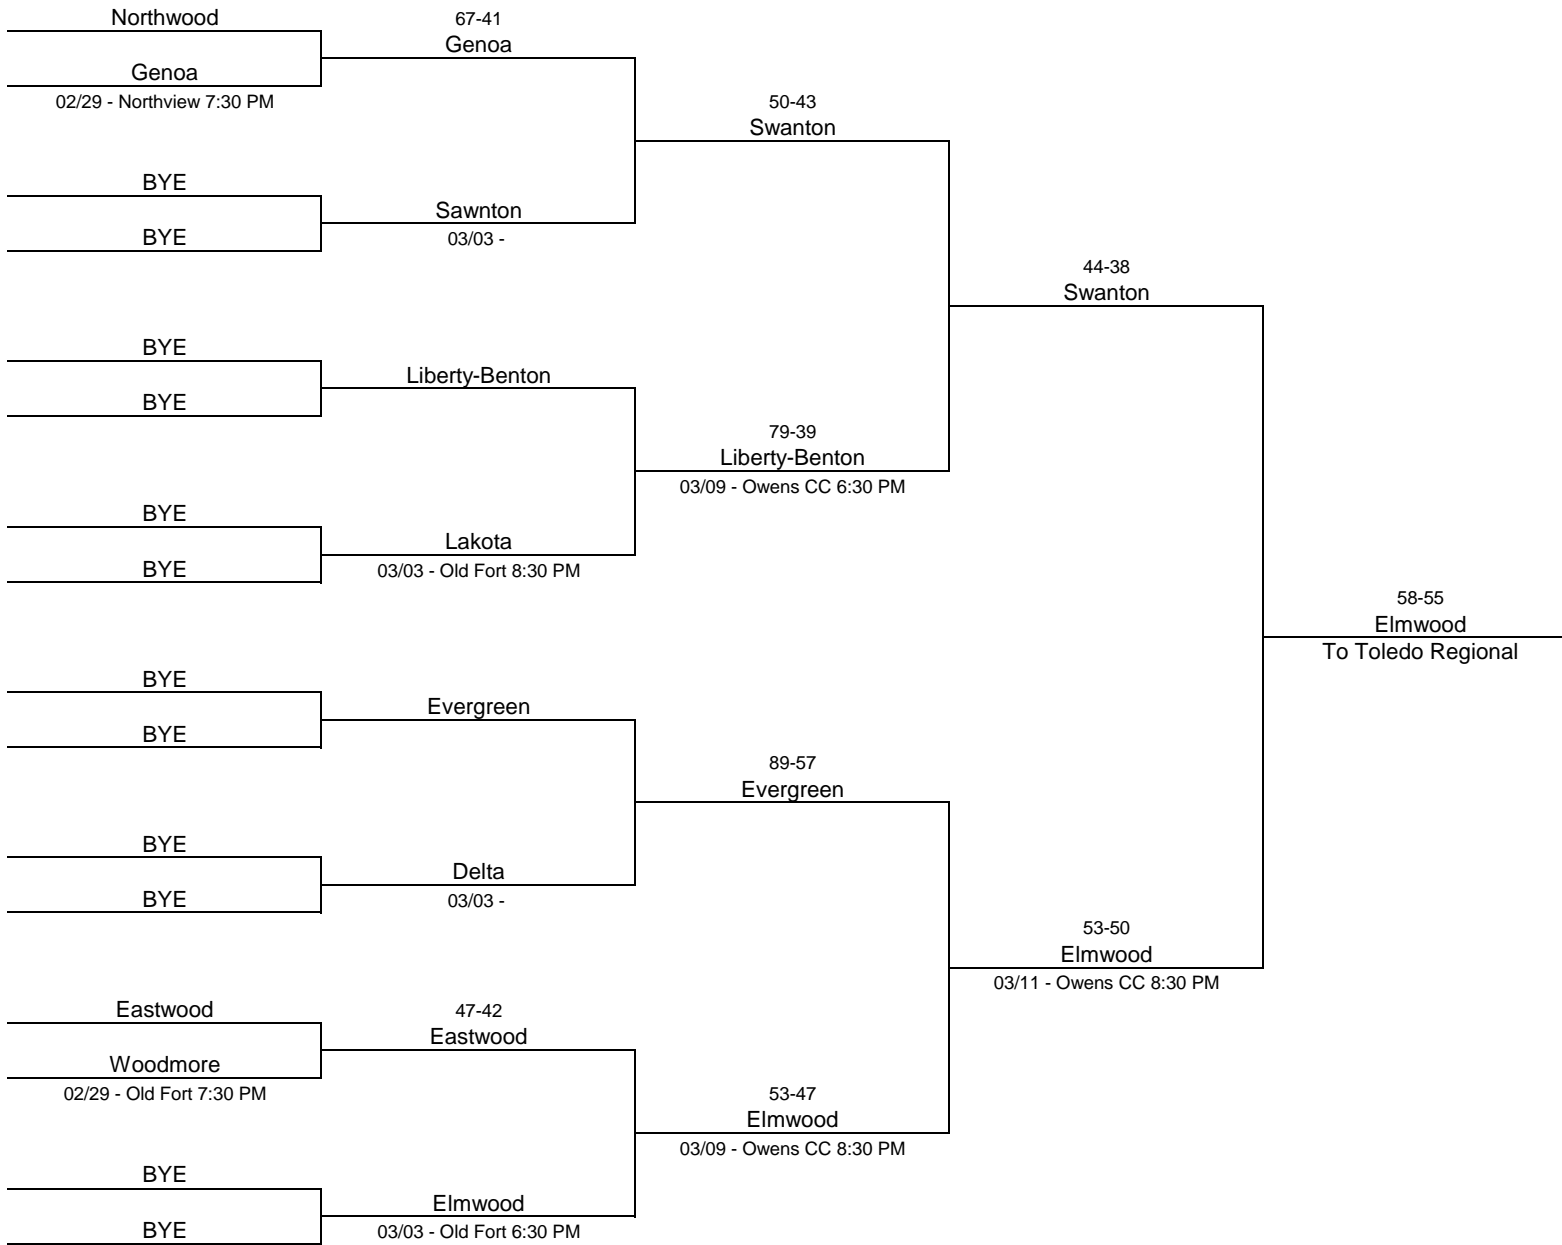 Northwood
Genoa
02/29 - Northview 7:30 PM
BYE
BYE
BYE
BYE
BYE
BYE
BYE
BYE
BYE
BYE
Eastwood
Woodmore
02/29 - Old Fort 7:30 PM
BYE
BYE
67-41
Genoa
Sawnton
03/03 -
Liberty-Benton
Lakota
03/03 - Old Fort 8:30 PM
Evergreen
Delta
03/03 -
47-42
Eastwood
Elmwood
03/03 - Old Fort 6:30 PM
50-43
Swanton
79-39
Liberty-Benton
03/09 - Owens CC 6:30 PM
89-57
Evergreen
53-47
Elmwood
03/09 - Owens CC 8:30 PM
44-38
Swanton
53-50
Elmwood
03/11 - Owens CC 8:30 PM
58-55
Elmwood
To Toledo Regional